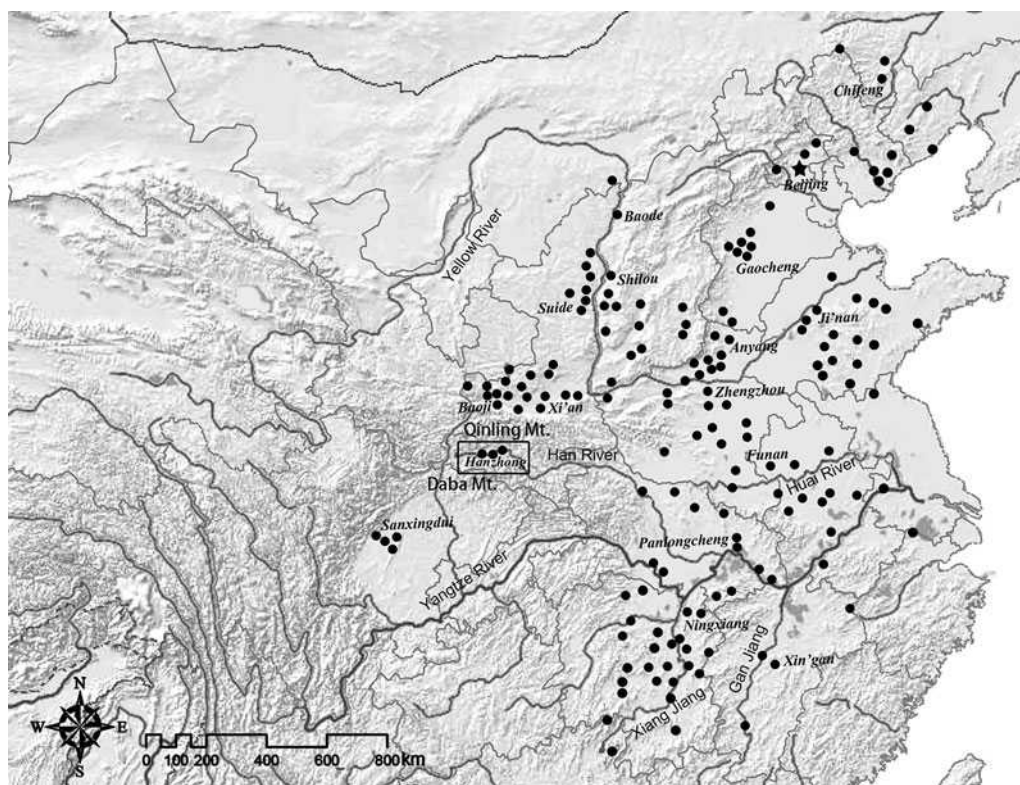 Chifeng
Beijing
Baode
Yellow River
Gaocheng
Shilou
Suide
Ji'nan
Anyang
Zhengzhou
Baoji
Xi'an
Qinling Mt.
Han River
Funan
Hanzhong
Daba Mt.
Huai River
Sanxingdui
Panlongcheng
Yangtze River
Ningxiang
Gan Jiang
Xin'gan
Xiang Jiang
N
W
E
S
0 100 200 400 600 800 km